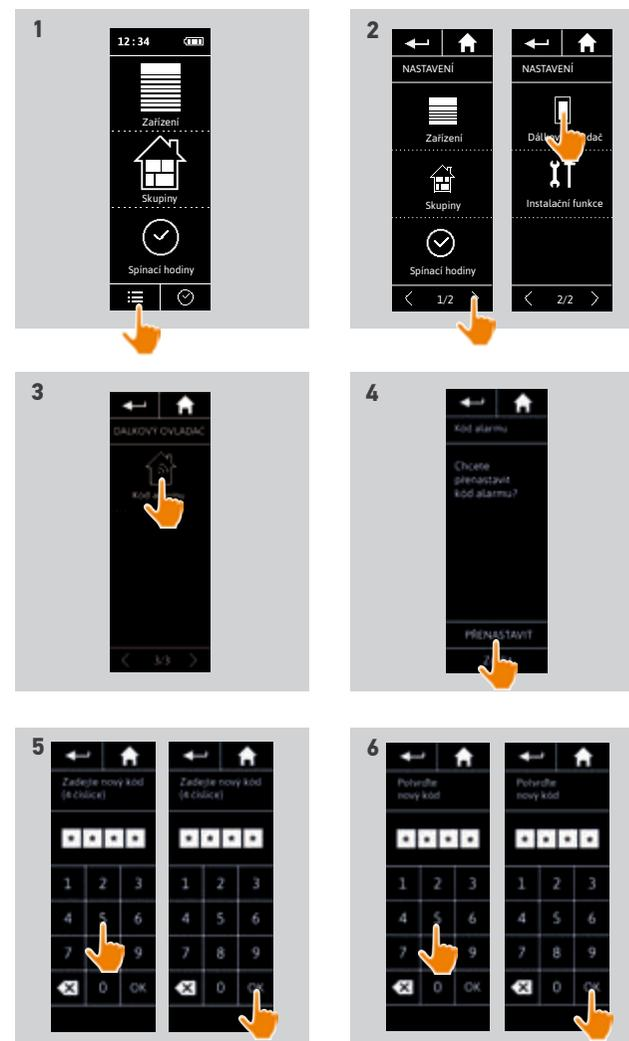 1
12:34
Zařízení
Skupiny
Spínací hodiny
2
NASTAVENÍ
Zařízení
Skupiny
Spínací hodiny
1/2
NASTAVENÍ
Instalační funkce
2/2
3
DÁLKOVÝ OVLADAČ
Kód
3/3
4
Kód alarmu
Chcete
přenastavit
kód alarmu?
PŘENASTAVIT
5
Zadejte nový kód
(4 číslice)
* * * *
1 2 3
4 5 6
7 9
0 OK
Zadejte nový kód
(4 číslice)
* * * *
1 2 3
4 5 6
7 8 9
0 OK
6
Potvrďte
nový kód
* * * *
1 2 3
4 5 6
7 9
0 OK
Potvrďte
nový kód
* * * *
1 2 3
4 5 6
7 8 9
0 OK